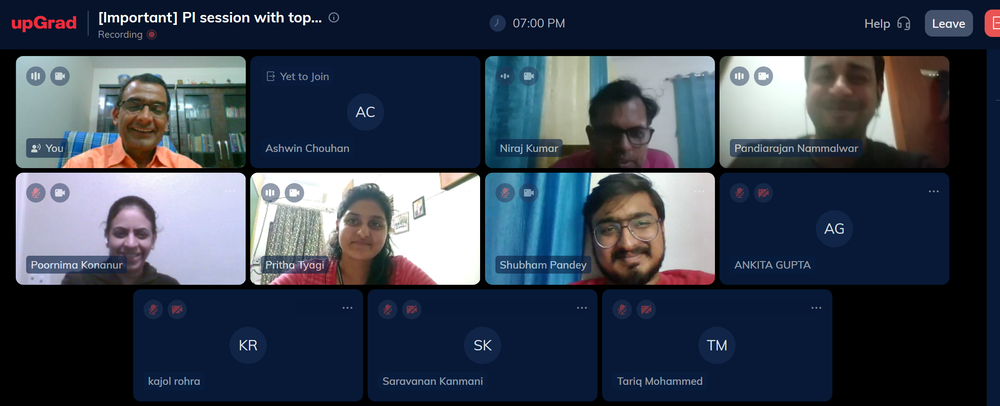 upGrad
[Important] PI session with top...
Recording
07:00 PM
Help
Leave
You
Yet to Join
AC
Ashwin Chouhan
Niraj Kumar
Pandiarajan Nammalwar
Poornima Konanur
Pritha Tyagi
Shubham Pandey
AG
ANKITA GUPTA
KR
kajol rohra
SK
Saravanan Kanmani
TM
Tariq Mohammed